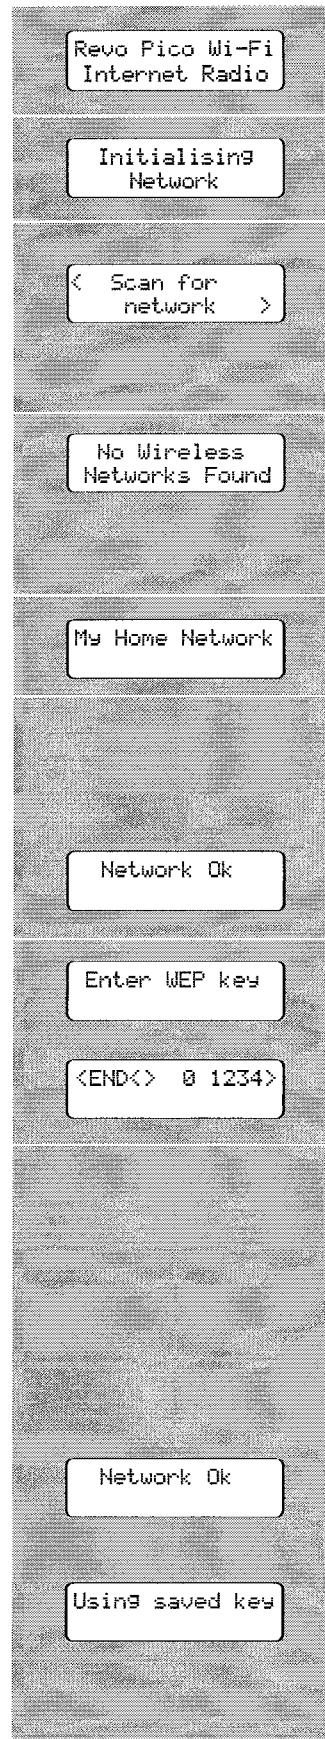 Revo Pico Wi-Fi
Internet Radio
Initialising
Network
< Scan for
network >
No Wireless
Networks Found
My Home Network
Network Ok
Enter WEP key
<END<> 0 1234>
Network Ok
Using saved key